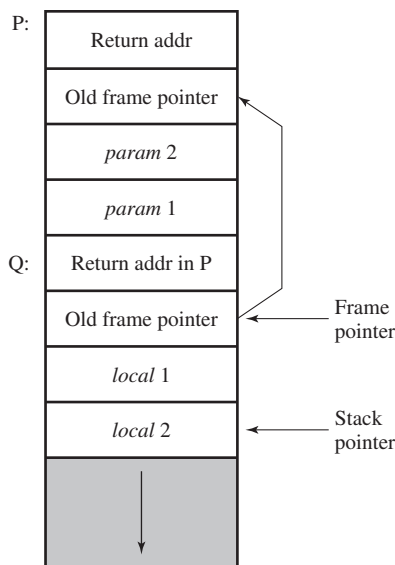 P:
Return addr
Old frame pointer
param 2
param 1
Q:
Return addr in P
Old frame pointer
Frame
pointer
local 1
local 2
Stack
pointer